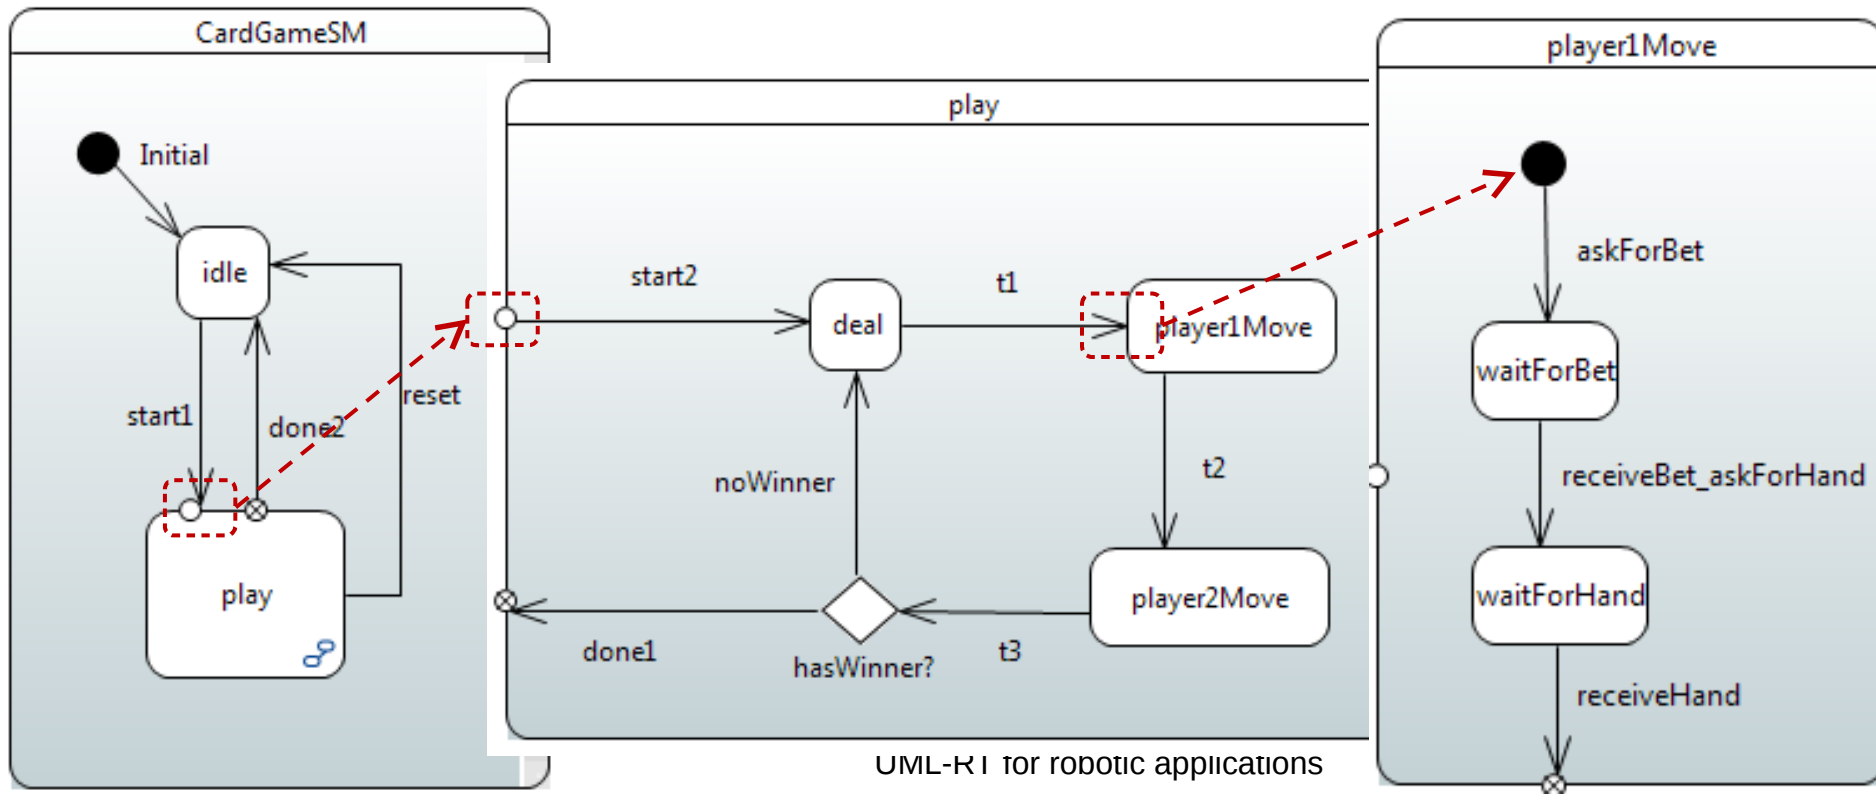 CardGameSM
Initial
idle
start1
done2
reset
play
play
start2
deal
t1
player1Move
noWinner
t2
player2Move
done1
hasWinner?
t3
UML-RT for robotic applications
player1Move
askForBet
waitForBet
receiveBet_askForHand
waitForHand
receiveHand